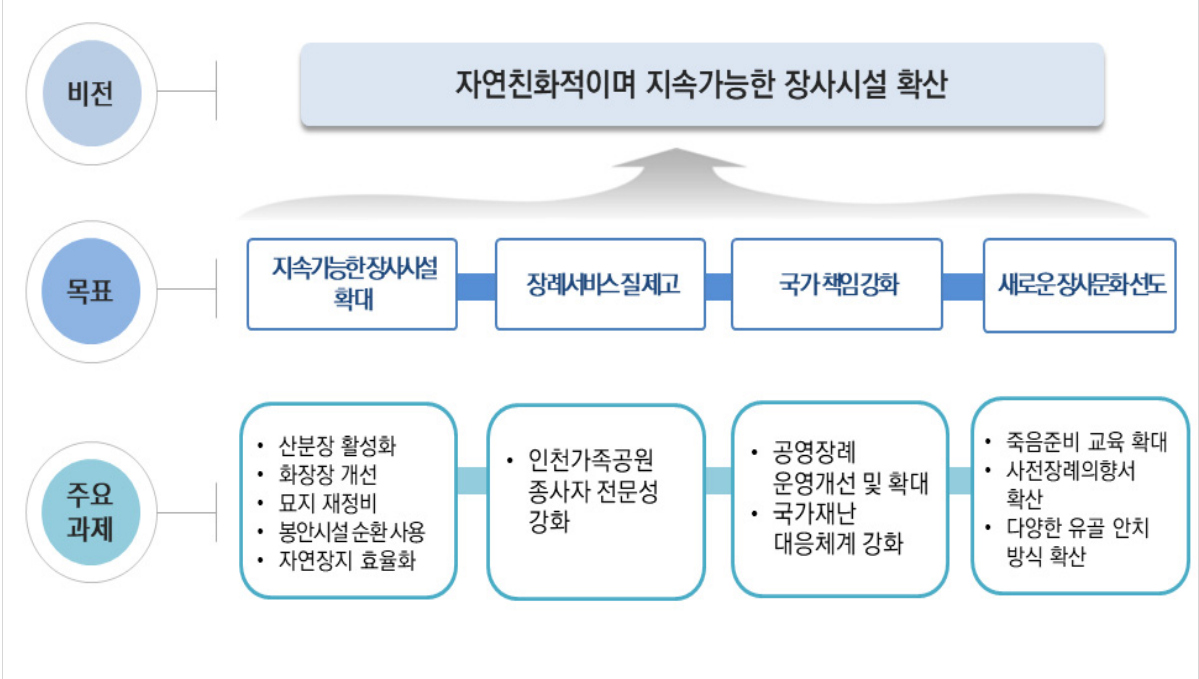 비전
자연친화적이며 지속가능한 장사시설 확산
목표
지속가능한 장사시설
확대
장례서비스 질 제고
국가 책임 강화
새로운 장사문화 선도
주요
과제
• 산분장 활성화
• 화장장 개선
• 묘지 재정비
• 봉안시설 순환 사용
• 자연장지 효율화
• 인천가족공원
종사자 전문성
강화
• 공영장례
운영개선 및 확대
• 국가재난
대응체계 강화
• 죽음준비 교육 확대
• 사전장례의향서
확산
• 다양한 유골 안치
방식 확산